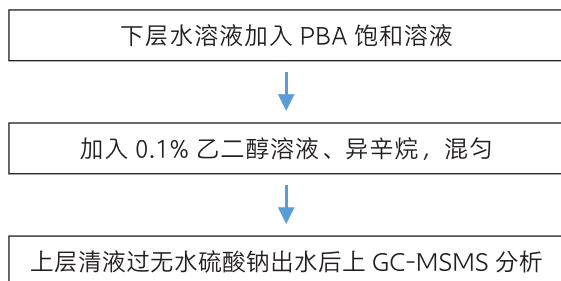 下层水溶液加入 PBA 饱和溶液
加入 0.1% 乙二醇溶液、异辛烷，混匀
上层清液过无水硫酸钠出水后上 GC-MSMS 分析